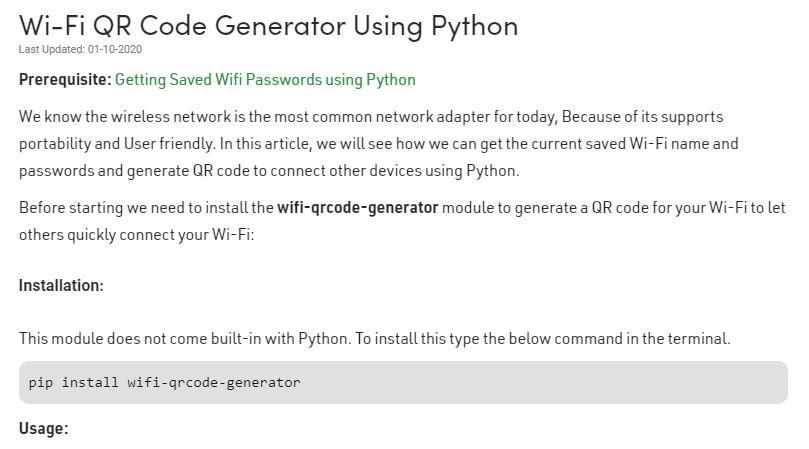 Wi-Fi QR Code Generator Using Python
Last Updated: 01-10-2020
Prerequisite: Getting Saved Wifi Passwords using Python
We know the wireless network is the most common network adapter for today, Because of its supports
portability and User friendly. In this article, we will see how we can get the current saved Wi-Fi name and
passwords and generate QR code to connect other devices using Python.
Before starting we need to install the wifi-qrcode-generator module to generate a QR code for your Wi-Fi to let
others quickly connect your Wi-Fi:
Installation:
This module does not come built-in with Python. To install this type the below command in the terminal.
pip install wifi-qrcode-generator
Usage: